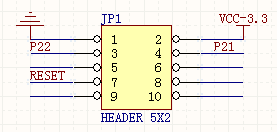 JP1
VCC-3.3
1 2
P22 3 4 P21
5 6
RESET 7 8
9 10
HEADER 5X2